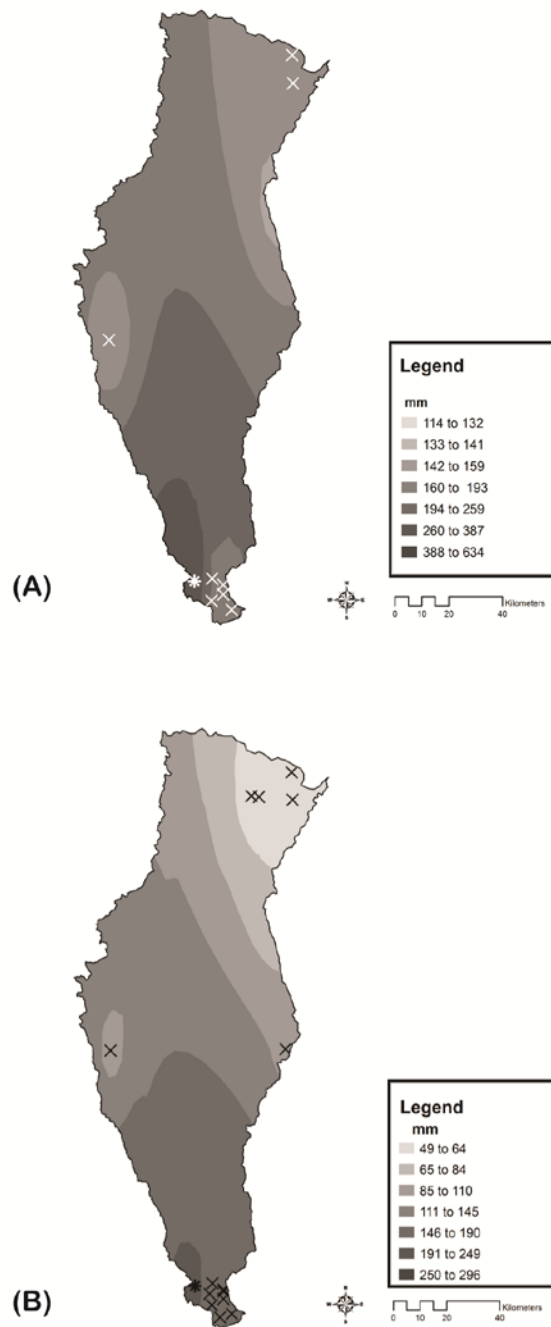 Legend
mm
114 to 132
133 to 141
142 to 159
160 to 193
194 to 259
260 to 387
388 to 634
(A)
N
W E
S
Kilometers
0 5 10 20 40
Legend
mm
49 to 64
65 to 84
85 to 110
111 to 145
146 to 190
191 to 249
250 to 296
(B)
N
W E
S
Kilometers
0 5 10 20 40